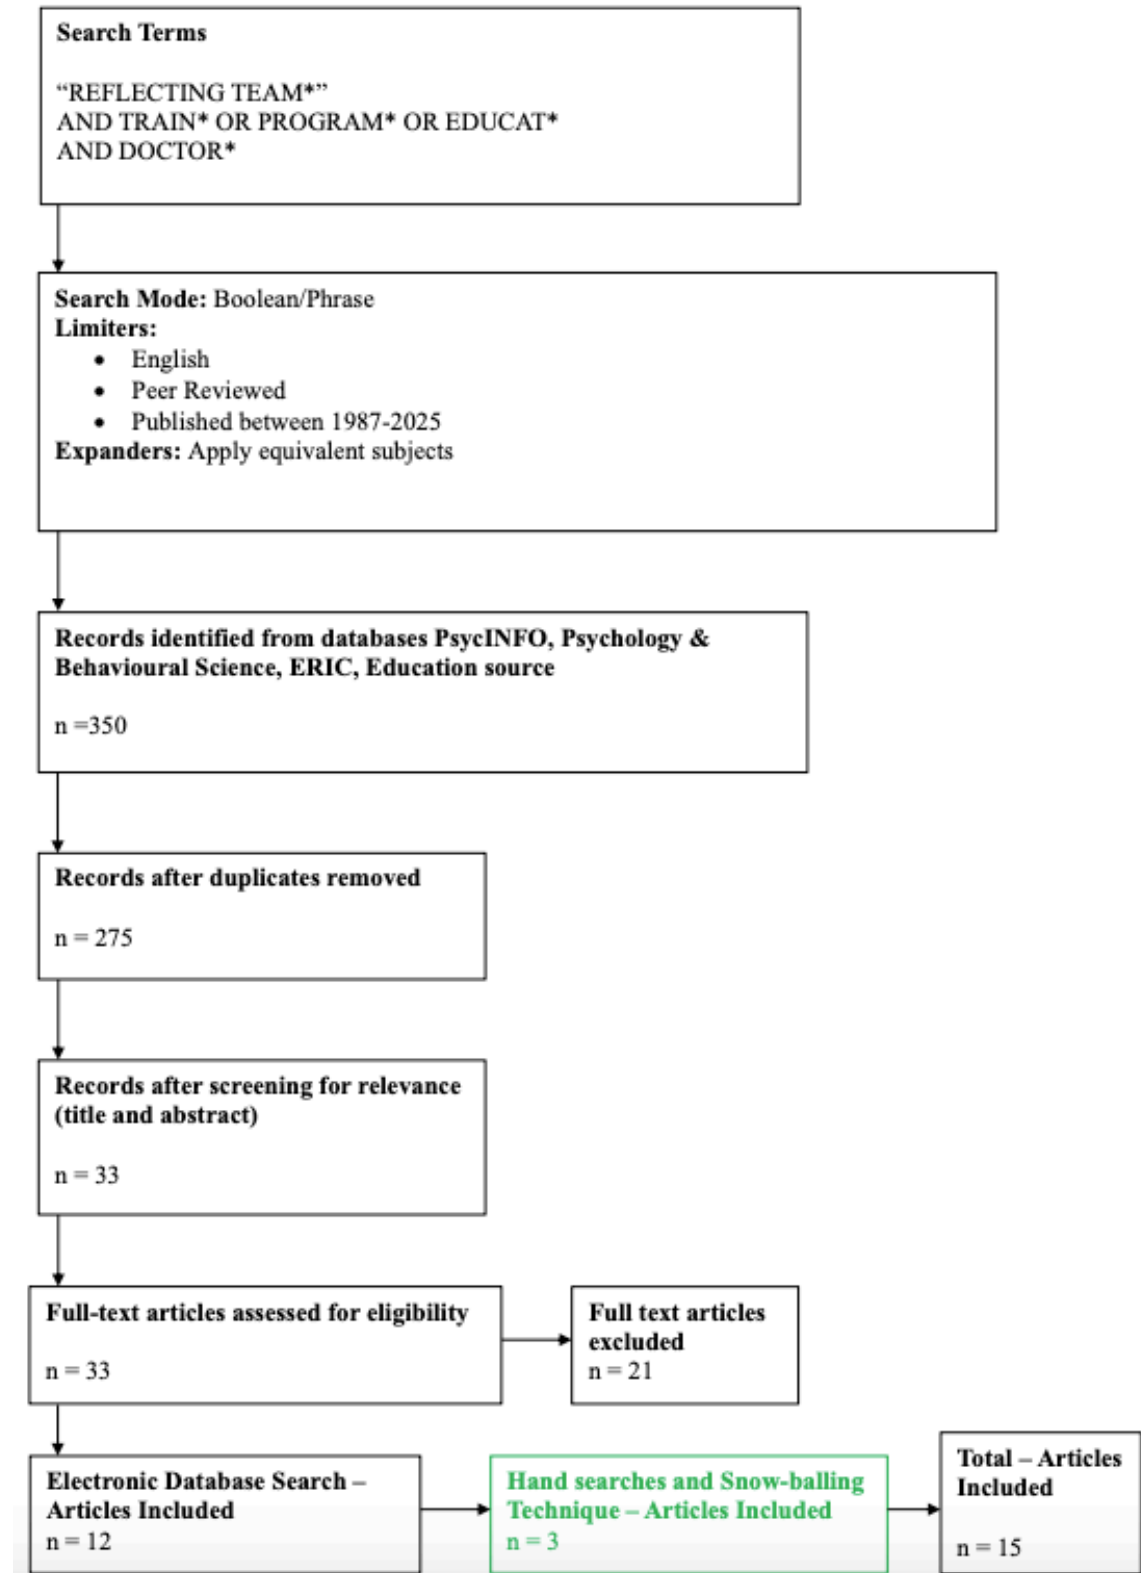 Search Terms
“REFLECTING TEAM*”
AND TRAIN* OR PROGRAM* OR EDUCAT*
AND DOCTOR*
Search Mode: Boolean/Phrase
Limiters:
• English
• Peer Reviewed
• Published between 1987-2025
Expanders: Apply equivalent subjects
Records identified from databases PsycINFO, Psychology &
Behavioural Science, ERIC, Education source
n =350
Records after duplicates removed
n = 275
Records after screening for relevance
(title and abstract)
n = 33
Full-text articles assessed for eligibility
n = 33
Full text articles
excluded
n = 21
Electronic Database Search –
Articles Included
n = 12
Hand searches and Snow-balling
Technique – Articles Included
n = 3
Total – Articles
Included
n = 15